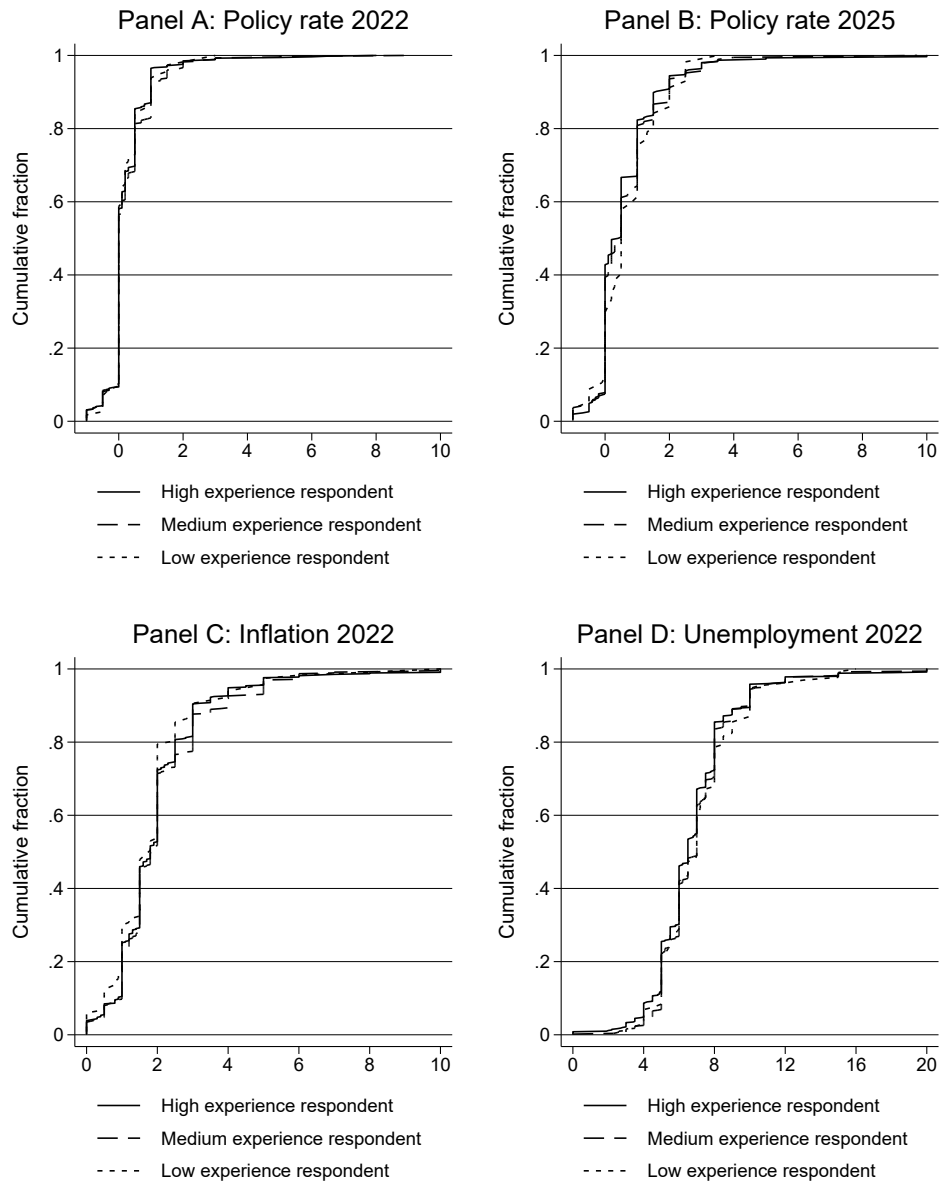 Panel A: Policy rate 2022
1
.8
.6
.4
.2
0
Cumulative fraction
0 2 4 6 8 10
High experience respondent
Medium experience respondent
Low experience respondent
Panel B: Policy rate 2025
1
.8
.6
.4
.2
0
Cumulative fraction
0 2 4 6 8 10
High experience respondent
Medium experience respondent
Low experience respondent
Panel C: Inflation 2022
1
.8
.6
.4
.2
0
Cumulative fraction
0 2 4 6 8 10
High experience respondent
Medium experience respondent
Low experience respondent
Panel D: Unemployment 2022
1
.8
.6
.4
.2
0
Cumulative fraction
0 4 8 12 16 20
High experience respondent
Medium experience respondent
Low experience respondent